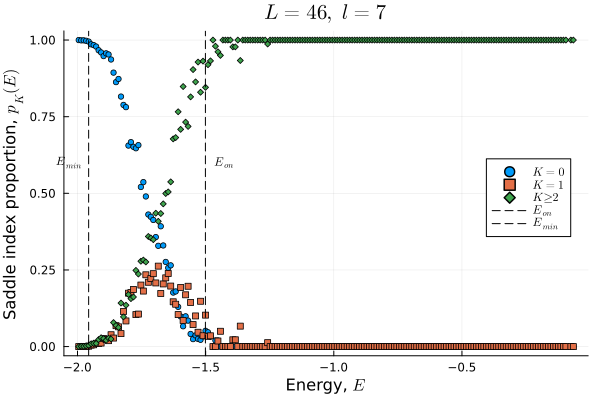 L = 46, l = 7
Saddle index proportion, p_K(E)
1.00
0.75
0.50
0.25
0.00
E_min
E_on
K = 0
K = 1
K≥2
E_on
E_min
−2.0 −1.5 −1.0 −0.5
Energy, E